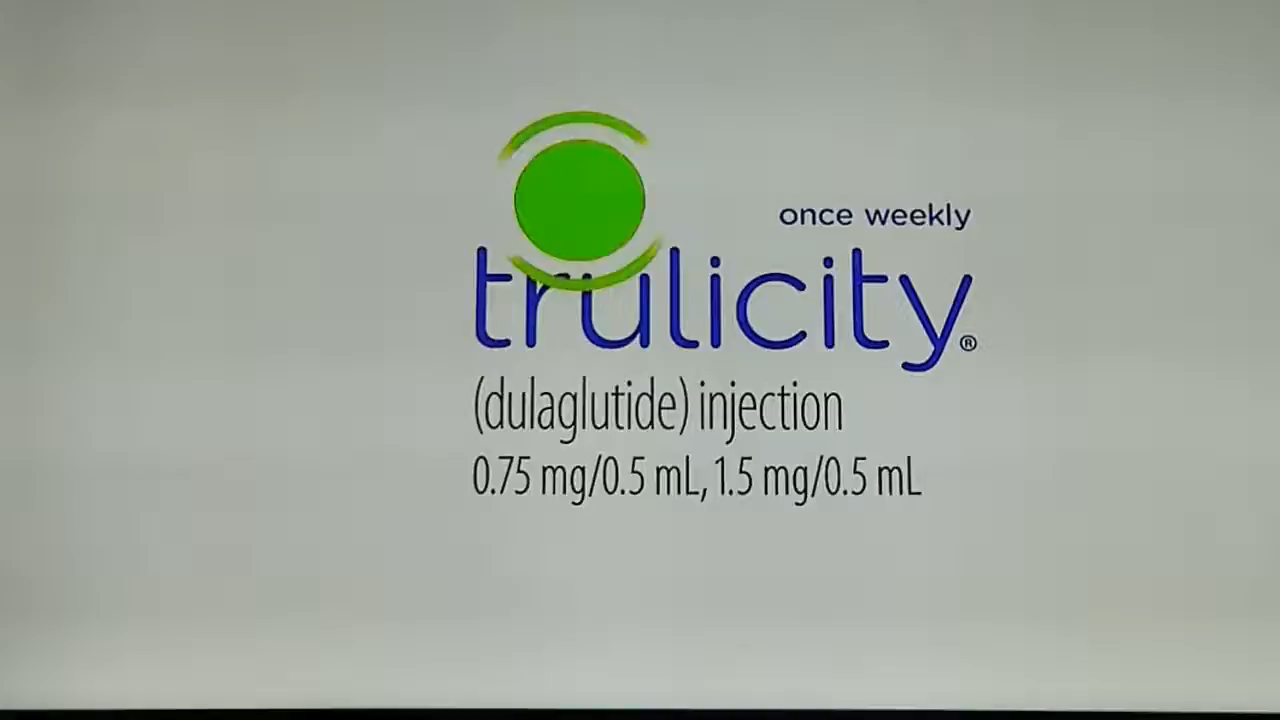 once weekly
trulicity®
(dulaglutide) injection
0.75 mg/0.5 mL, 1.5 mg/0.5 mL